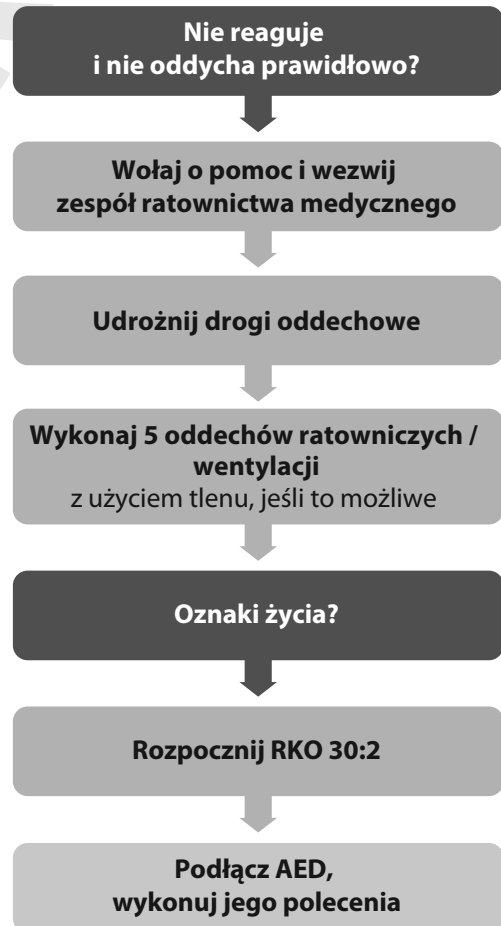 Nie reaguje
i nie oddycha prawidłowo?
Wołaj o pomoc i wezwij
zespół ratownictwa medycznego
Udrożnij drogi oddechowe
Wykonaj 5 oddechów ratowniczych /
wentylacji
z użyciem tlenu, jeśli to możliwe
Oznaki życia?
Rozpocznij RKO 30:2
Podłącz AED,
wykonuj jego polecenia